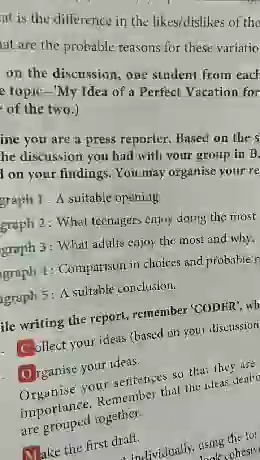 at is the difference in the likes/dislikes of the
at are the probable reasons for these variatio
on the discussion, one student from each
e topic–'My Idea of a Perfect Vacation for
of the two.)
ine you are a press reporter. Based on the s
he discussion you had with your group in B.
on your findings. You may organise your re
graph 1 : A suitable opening
graph 2 : What teenagers enjoy doing the most
graph 3 : What adults enjoy the most and why.
agraph 4 : Comparison in choices and probable r
agraph 5 : A suitable conclusion.
ile writing the report, remember 'CODER', wh
Collect your ideas (based on your discussion
Organise your ideas.
Organise your sentences so that they are
importance. Remember that the ideas deal
are grouped together.
Make the first draft.
individually, using the
cohesiv